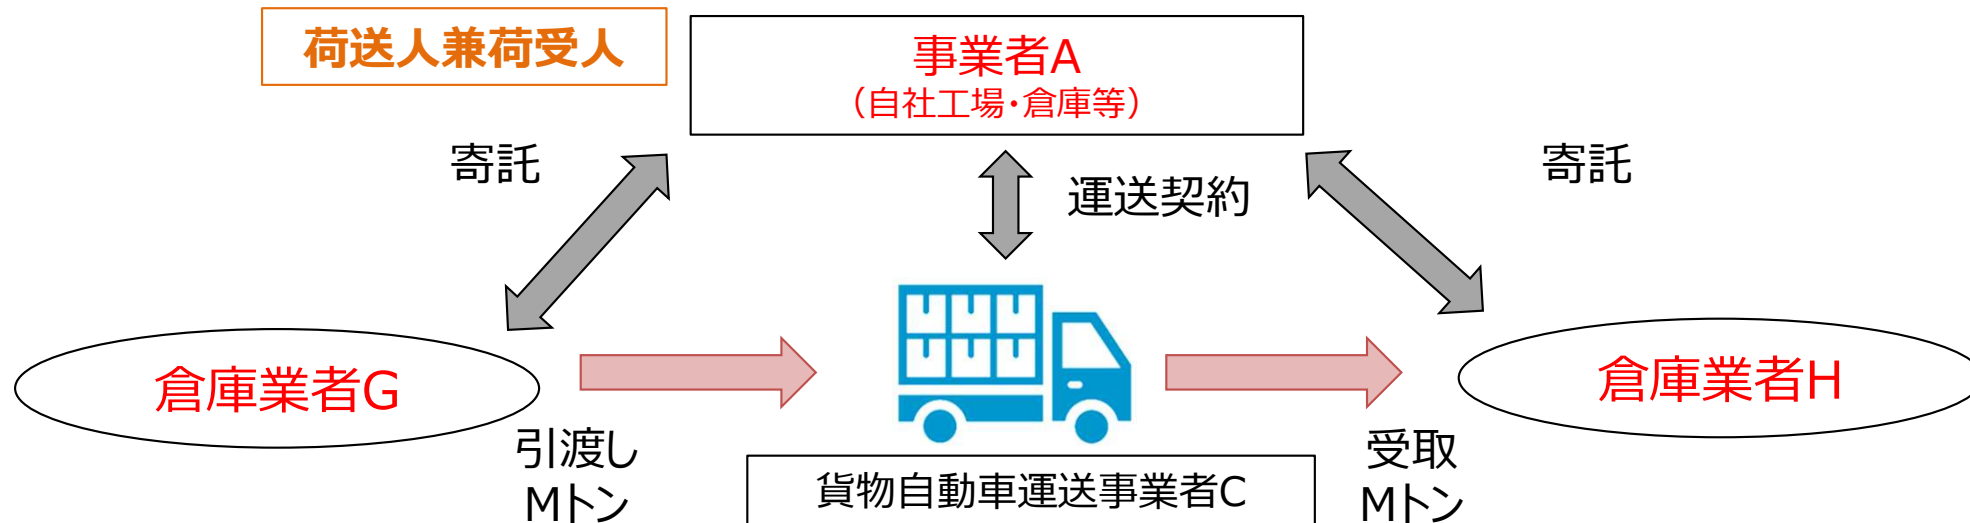 荷送人兼荷受人
事業者A
（自社工場・倉庫等）
寄託
運送契約
寄託
倉庫業者G
倉庫業者H
引渡し
Mトン
貨物自動車運送事業者C
受取
Mトン